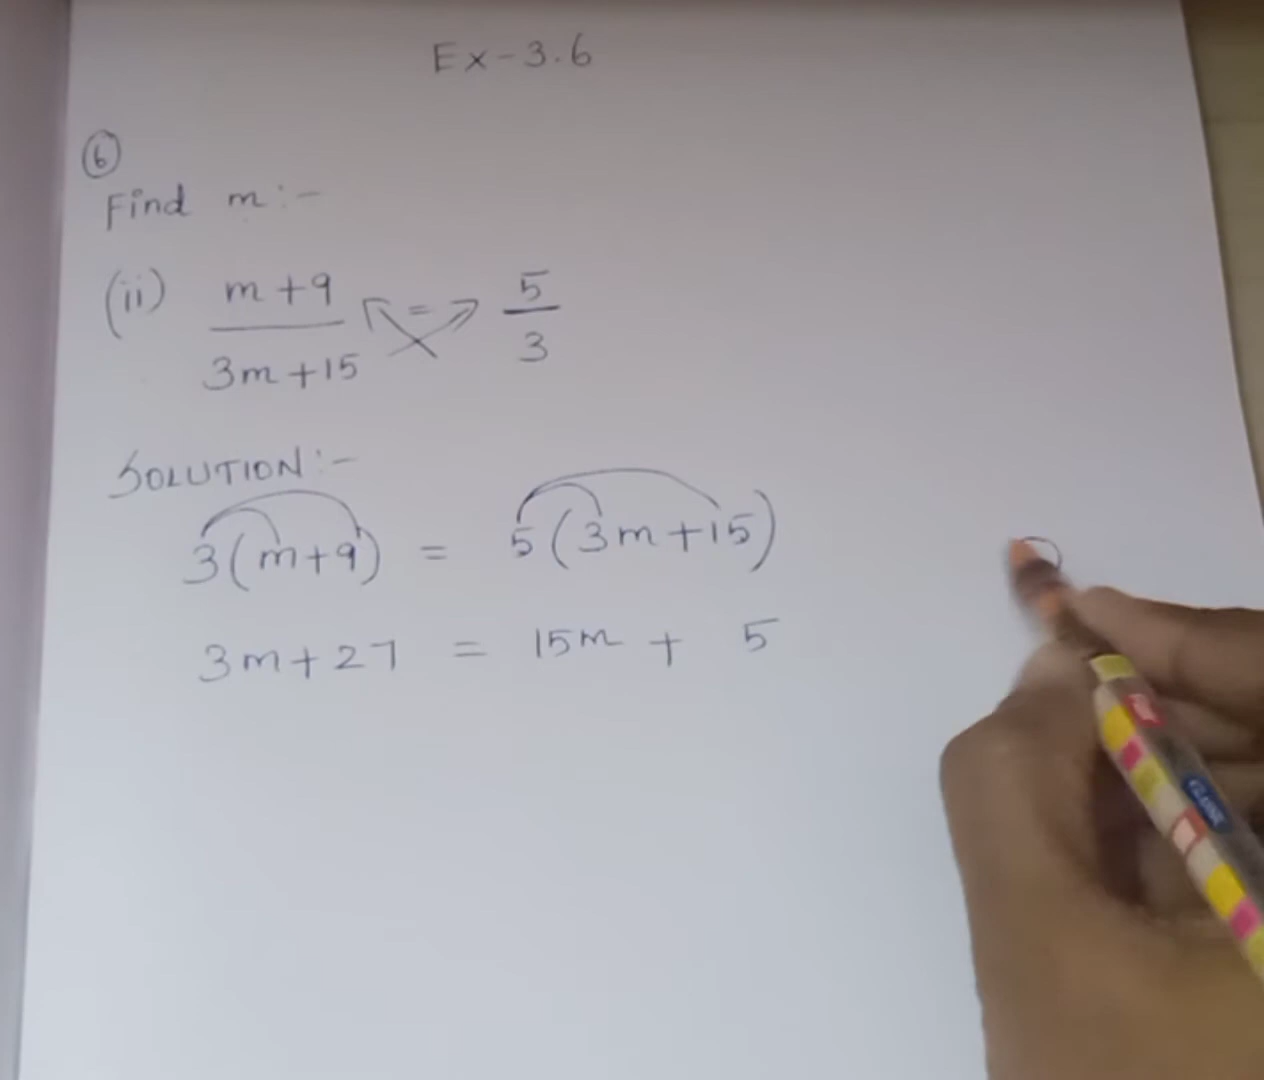 Ex-3.6
6
Find m:-
(ii) m+9 / 3m+15 = 5 / 3
SOLUTION:-
3(m+9) = 5(3m+15)
3m+27 = 15m + 5